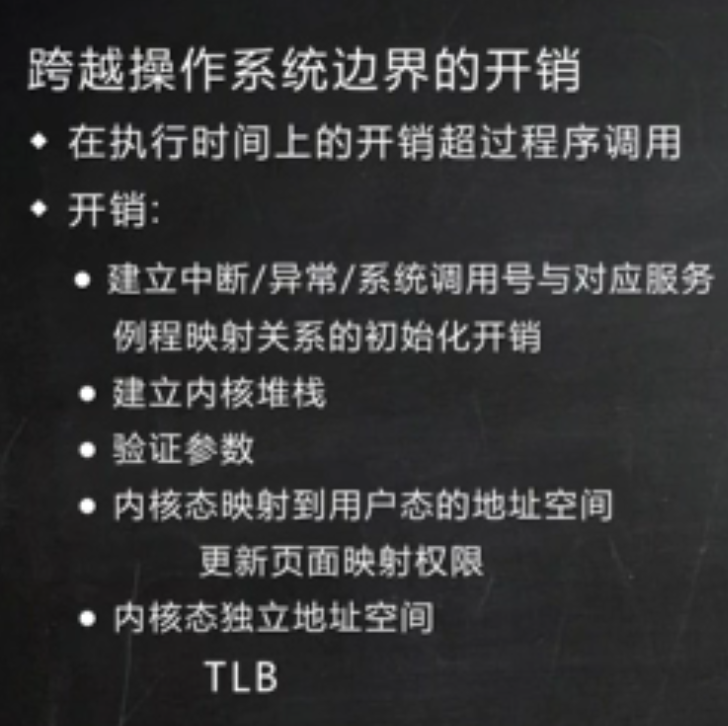 跨越操作系统边界的开销
在执行时间上的开销超过程序调用
开销:
建立中断/异常/系统调用号与对应服务
例程映射关系的初始化开销
建立内核堆栈
验证参数
内核态映射到用户态的地址空间
更新页面映射权限
内核态独立地址空间
TLB